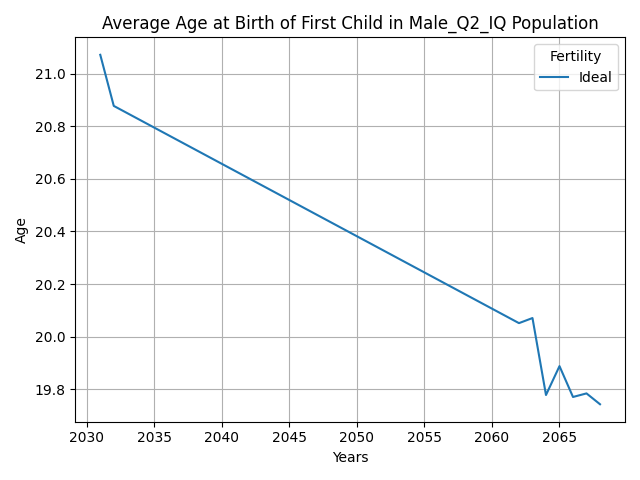 Average Age at Birth of First Child in Male_Q2_IQ Population
Fertility
Ideal
Age
21.0
20.8
20.6
20.4
20.2
20.0
19.8
2030 2035 2040 2045 2050 2055 2060 2065
Years